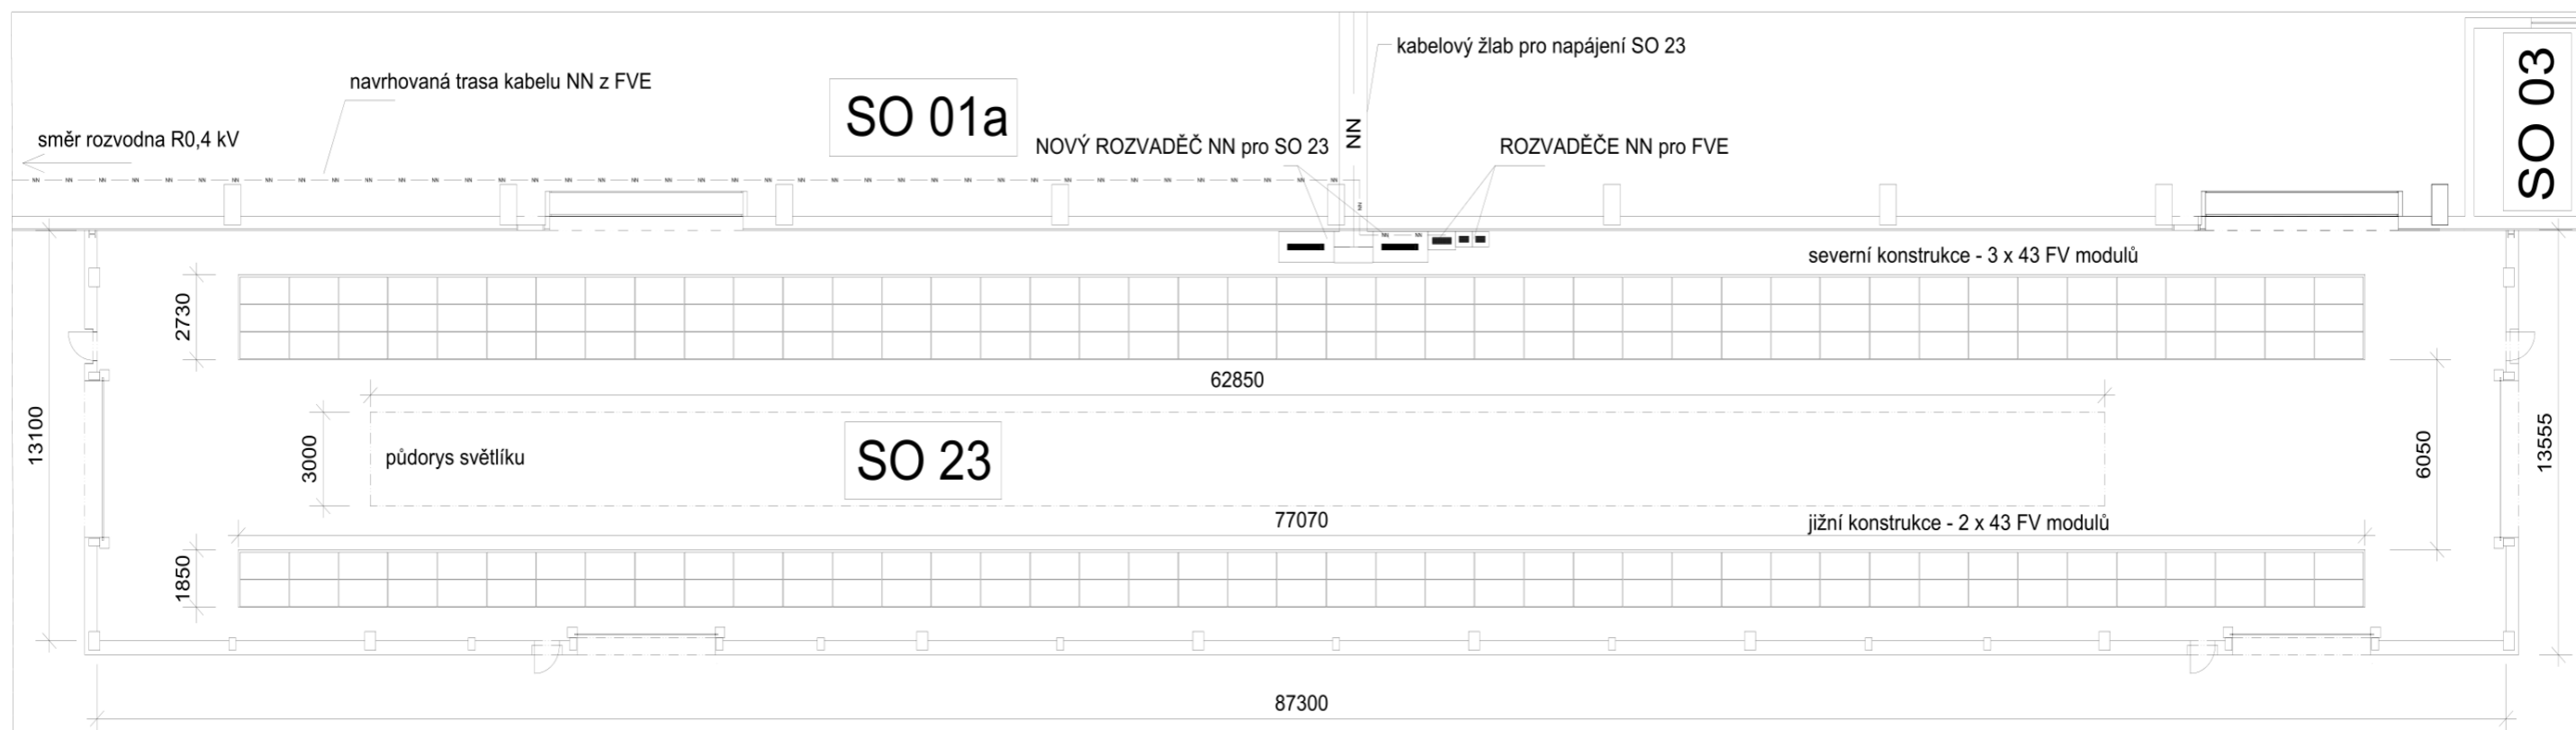 kabelový žlab pro napájení SO 23
navrhovaná trasa kabelu NN z FVE
SO 01a
SO 03
směr rozvodna R0,4 kV
NOVÝ ROZVADĚČ NN pro SO 23
NN
ROZVADĚČE NN pro FVE
severní konstrukce - 3 x 43 FV modulů
2730
62850
13100
3000
půdorys světlíku
SO 23
6050
13555
77070
jižní konstrukce - 2 x 43 FV modulů
1850
87300